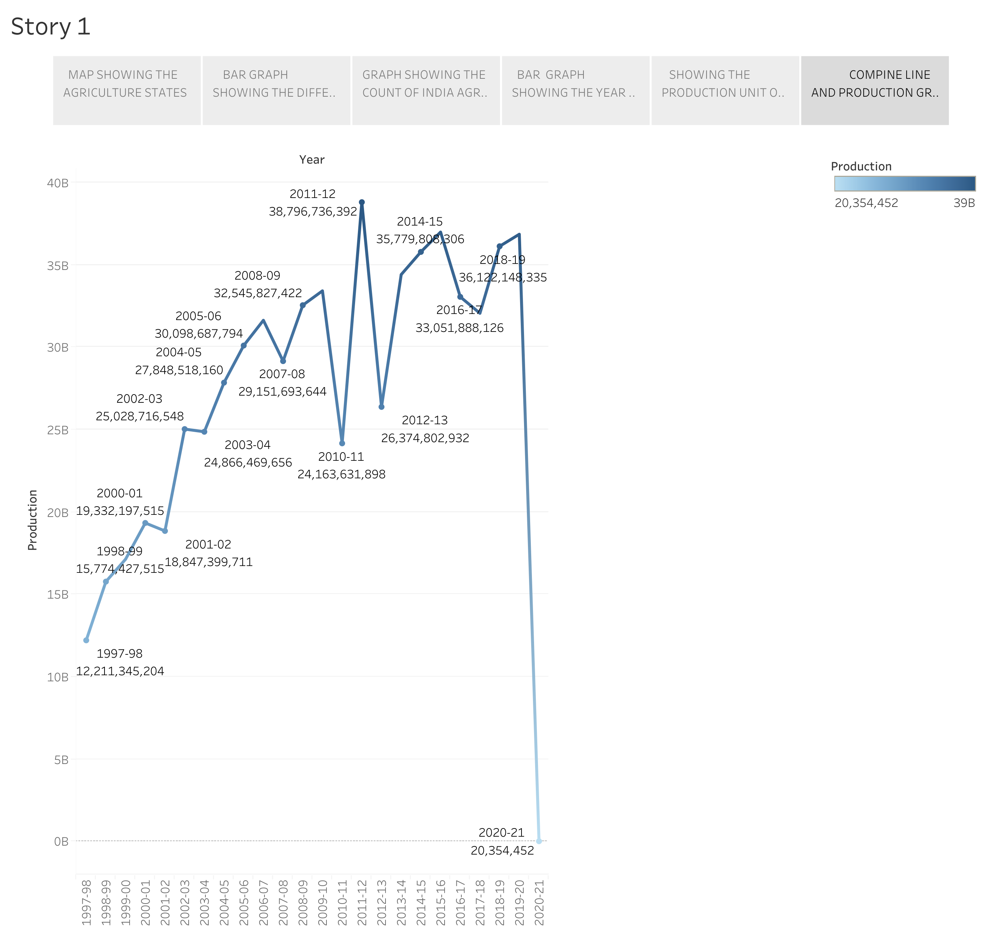 Story 1
MAP SHOWING THE
AGRICULTURE STATES
BAR GRAPH
SHOWING THE DIFFE..
GRAPH SHOWING THE
COUNT OF INDIA AGR..
BAR  GRAPH
SHOWING THE YEAR ..
SHOWING THE
PRODUCTION UNIT O..
COMPINE LINE
AND PRODUCTION GR..
Year
Production
20,354,452
39B
40B
35B
30B
25B
20B
15B
10B
5B
0B
Production
2011-12
38,796,736,392
2014-15
35,779,808,306
2018-19
36,122,148,335
2008-09
32,545,827,422
2016-17
33,051,888,126
2005-06
30,098,687,794
2004-05
27,848,518,160
2007-08
29,151,693,644
2002-03
25,028,716,548
2012-13
26,374,802,932
2003-04
24,866,469,656
2010-11
24,163,631,898
2000-01
19,332,197,515
2001-02
18,847,399,711
1998-99
15,774,427,515
1997-98
12,211,345,204
2020-21
20,354,452
1997-98
1998-99
1999-00
2000-01
2001-02
2002-03
2003-04
2004-05
2005-06
2006-07
2007-08
2008-09
2009-10
2010-11
2011-12
2012-13
2013-14
2014-15
2015-16
2016-17
2017-18
2018-19
2019-20
2020-21